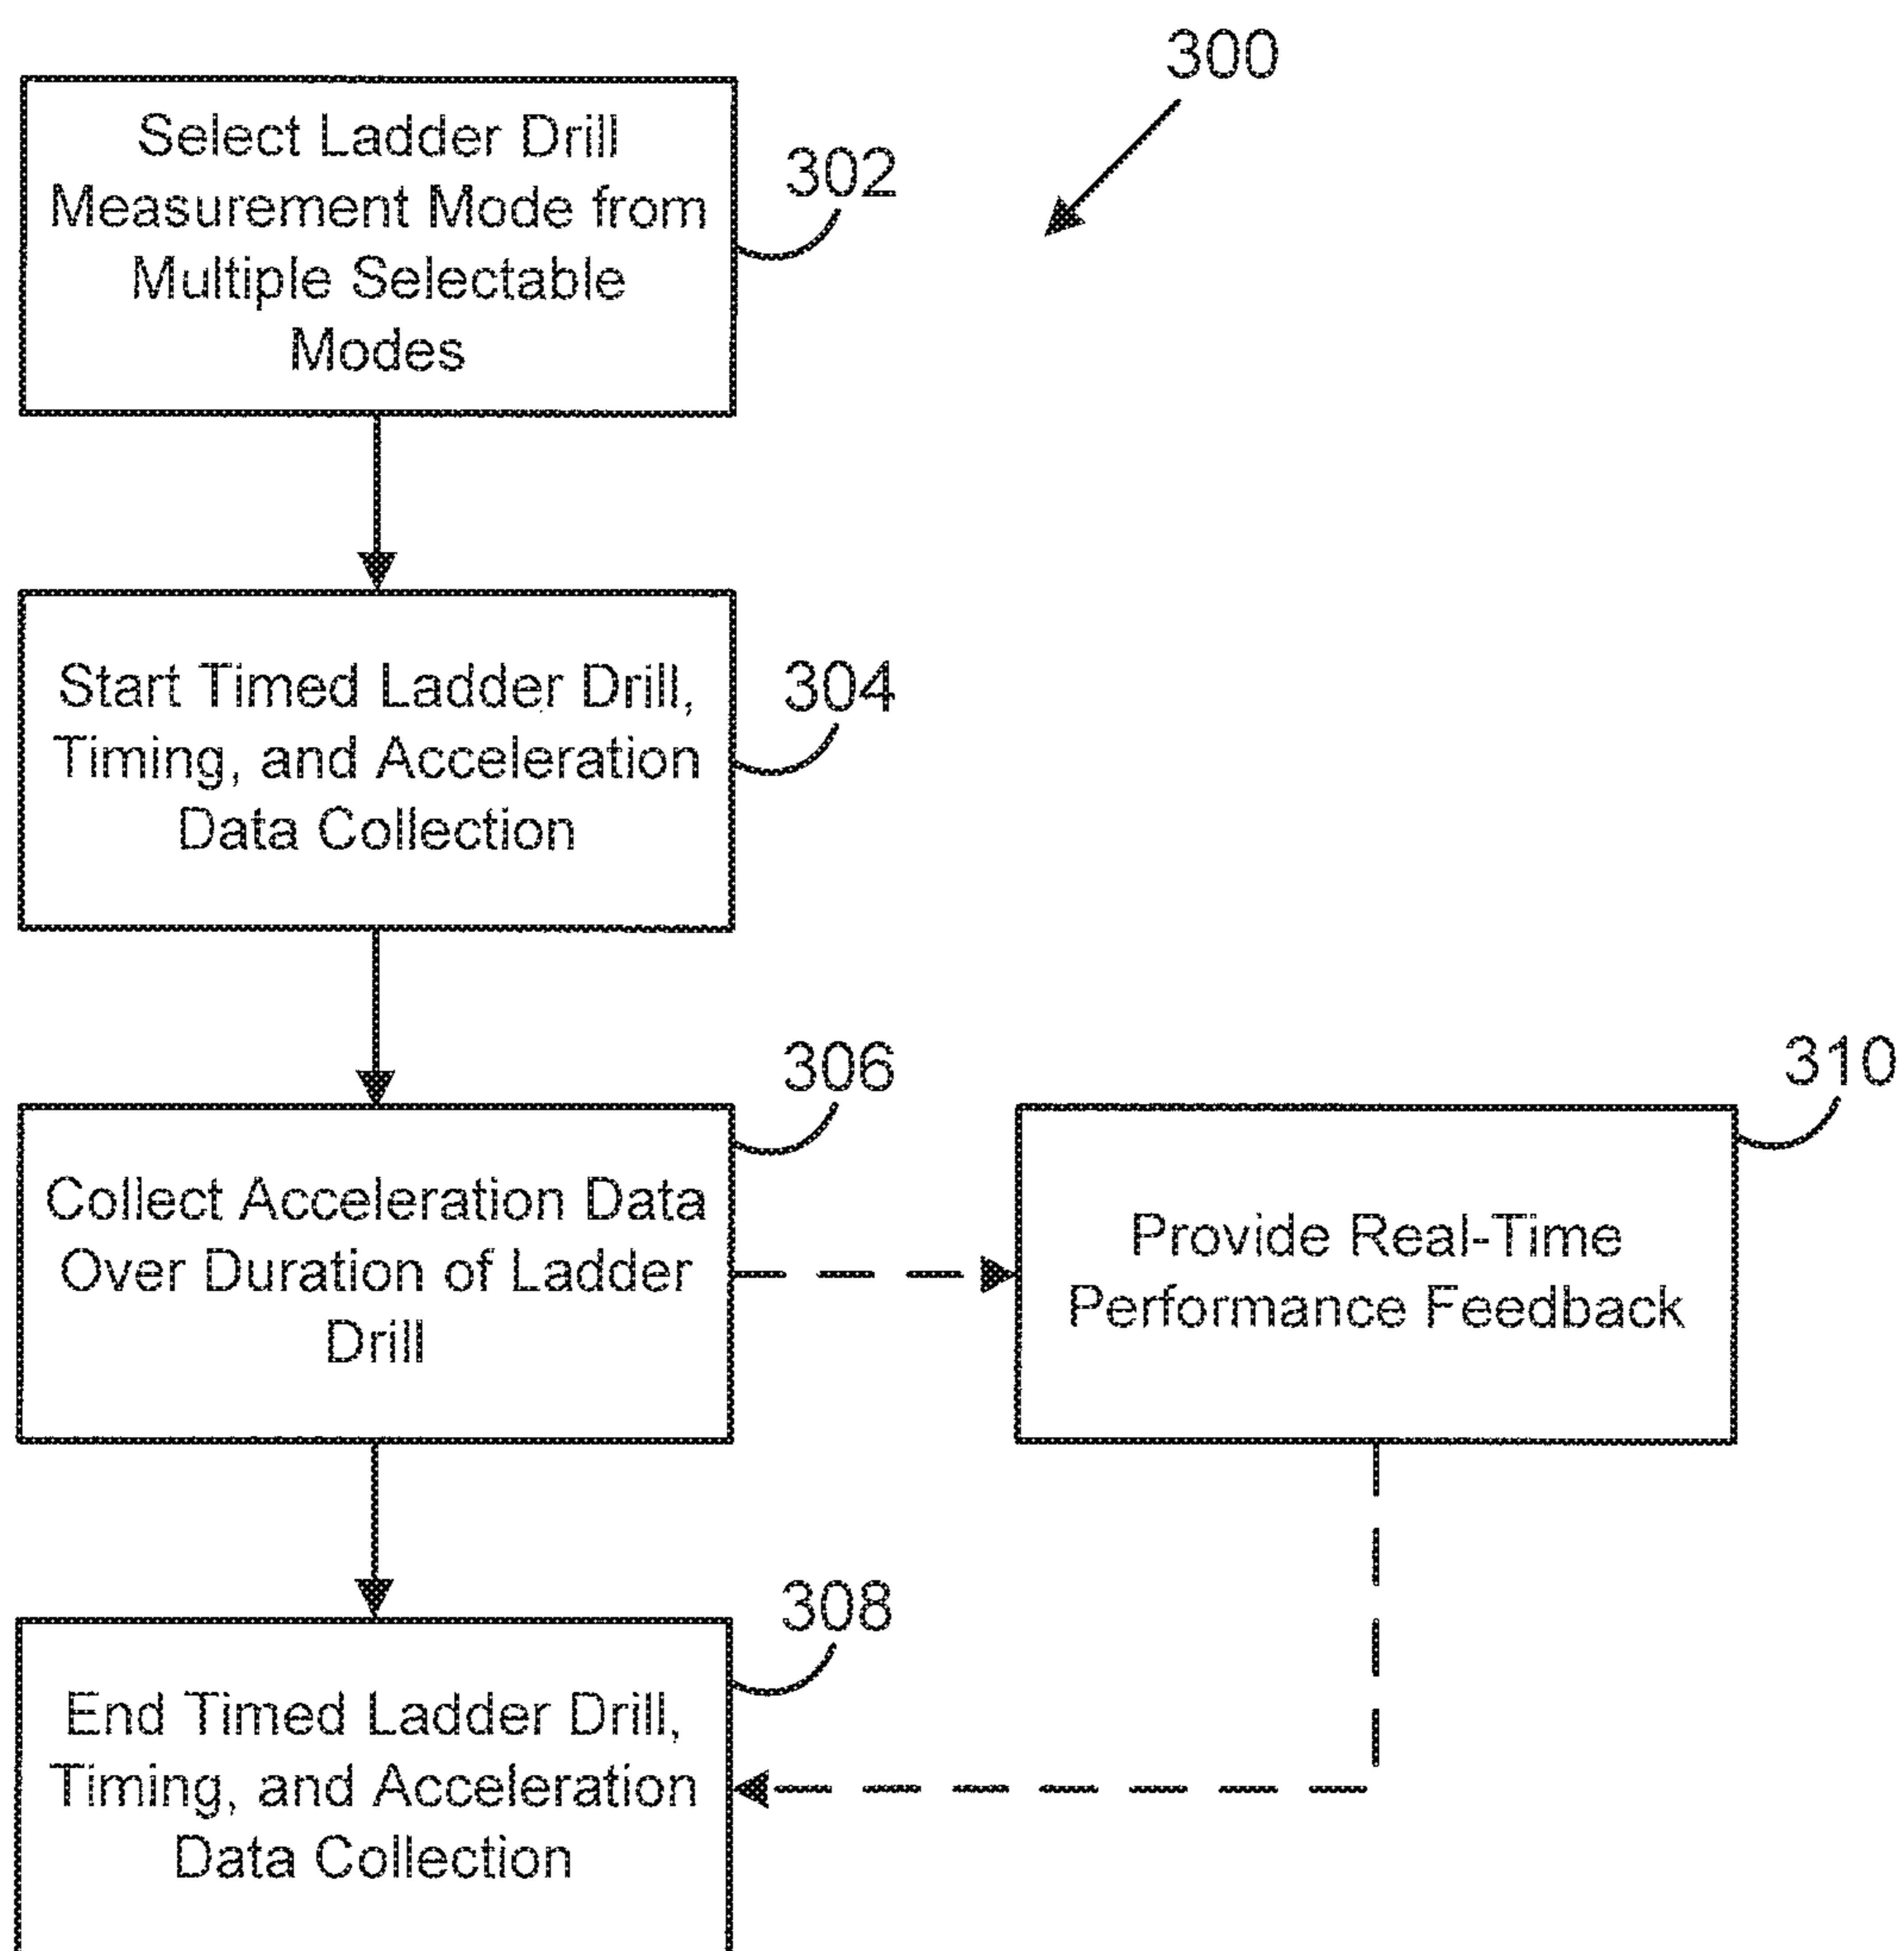 300
Select Ladder Drill
Measurement Mode from
Multiple Selectable
Modes
302
Start Timed Ladder Drill,
Timing, and Acceleration
Data Collection
304
Collect Acceleration Data
Over Duration of Ladder
Drill
306
Provide Real-Time
Performance Feedback
310
End Timed Ladder Drill,
Timing, and Acceleration
Data Collection
308